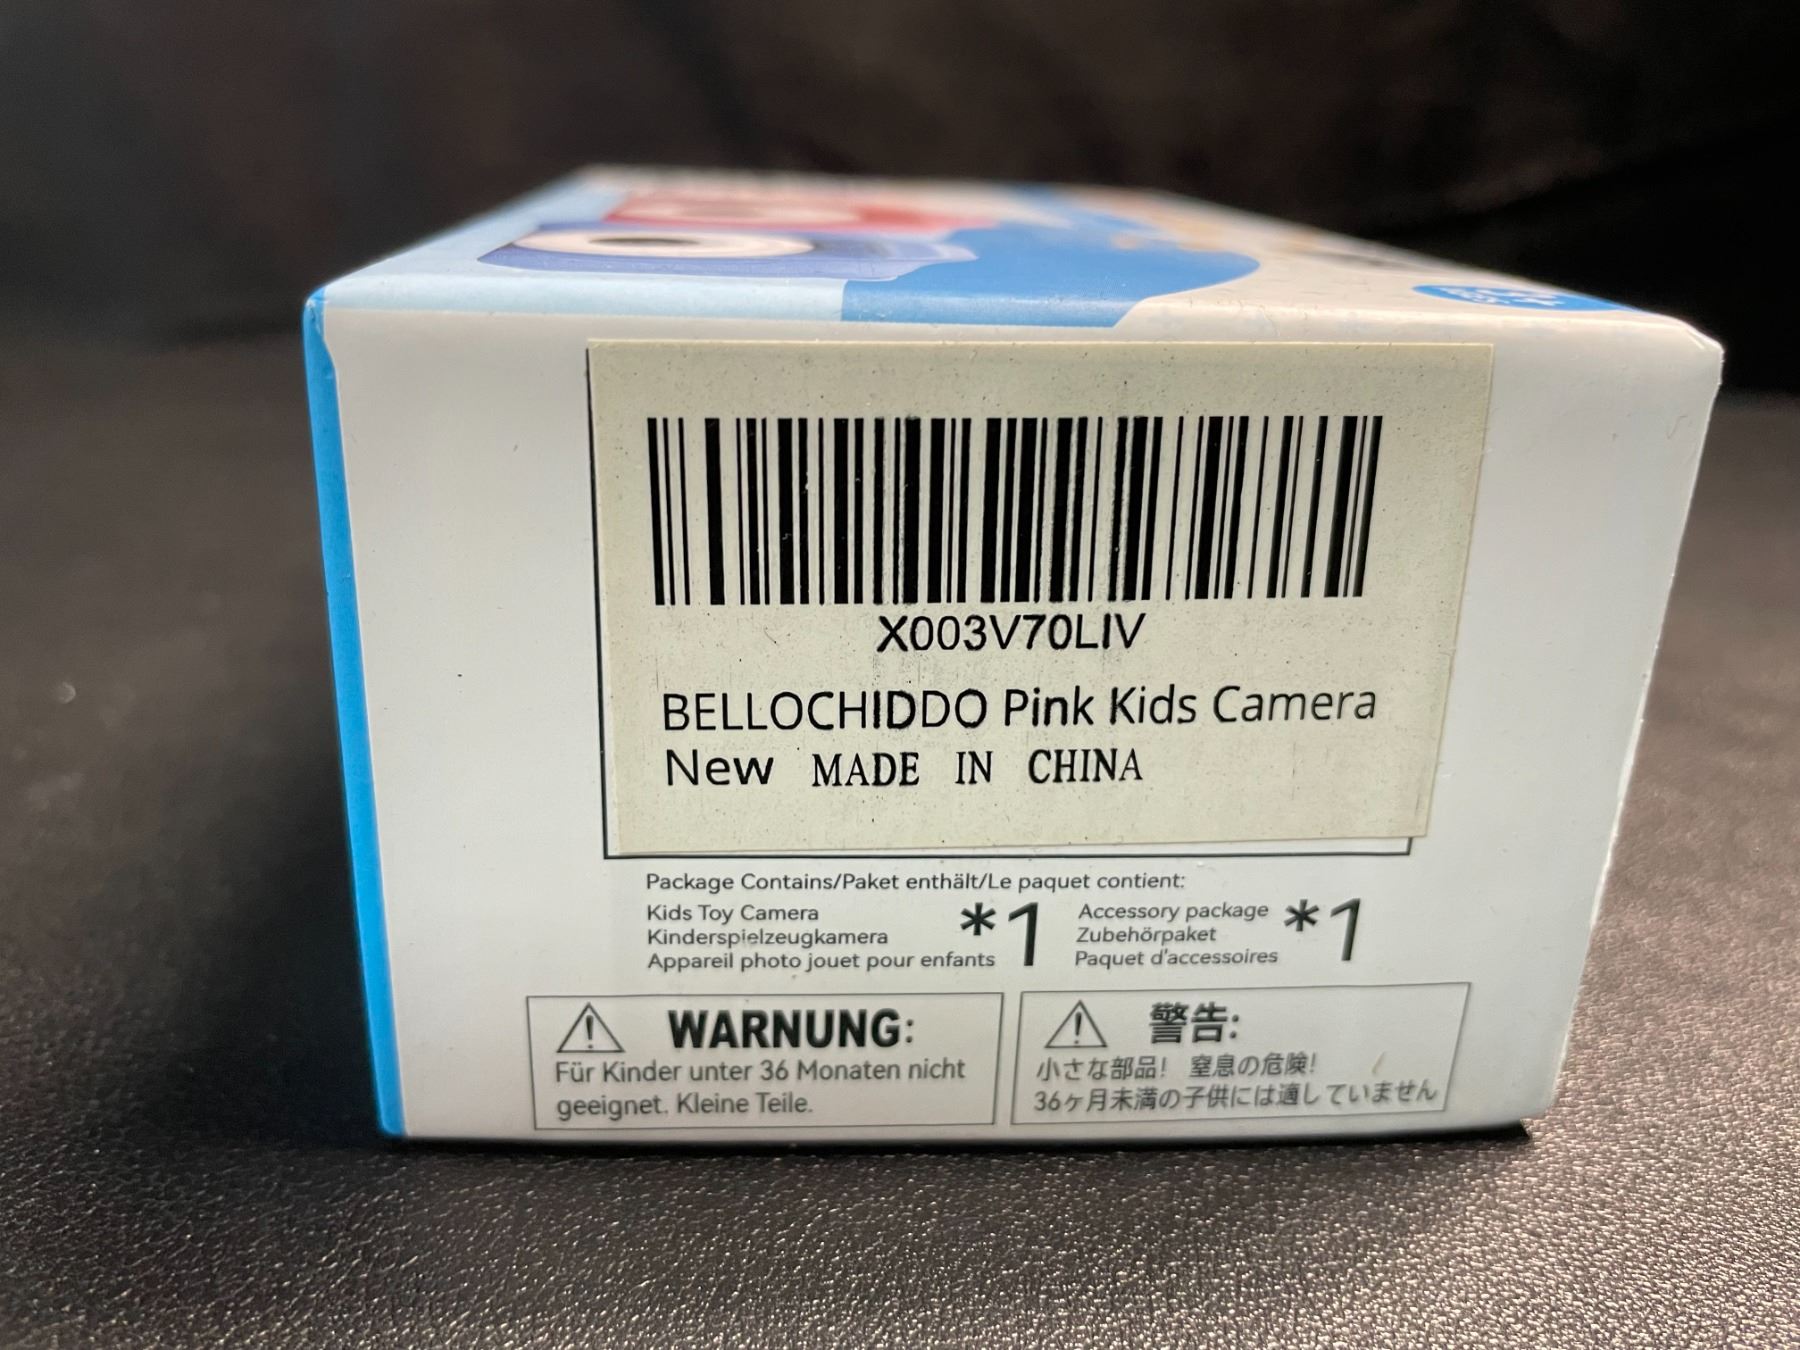 X003V70LIV
BELLOCHIDDO Pink Kids Camera
New MADE IN CHINA
Package Contains/Paket enthält/Le paquet contient:
Kids Toy Camera
Kinderspielzeugkamera
Appareil photo jouet pour enfants
*1
Accessory package
Zubehörpaket
Paquet d'accessoires
*1
WARNUNG:
Für Kinder unter 36 Monaten nicht
geeignet. Kleine Teile.
警告:
小さな部品! 窒息の危険!
36ヶ月未満の子供には適していません